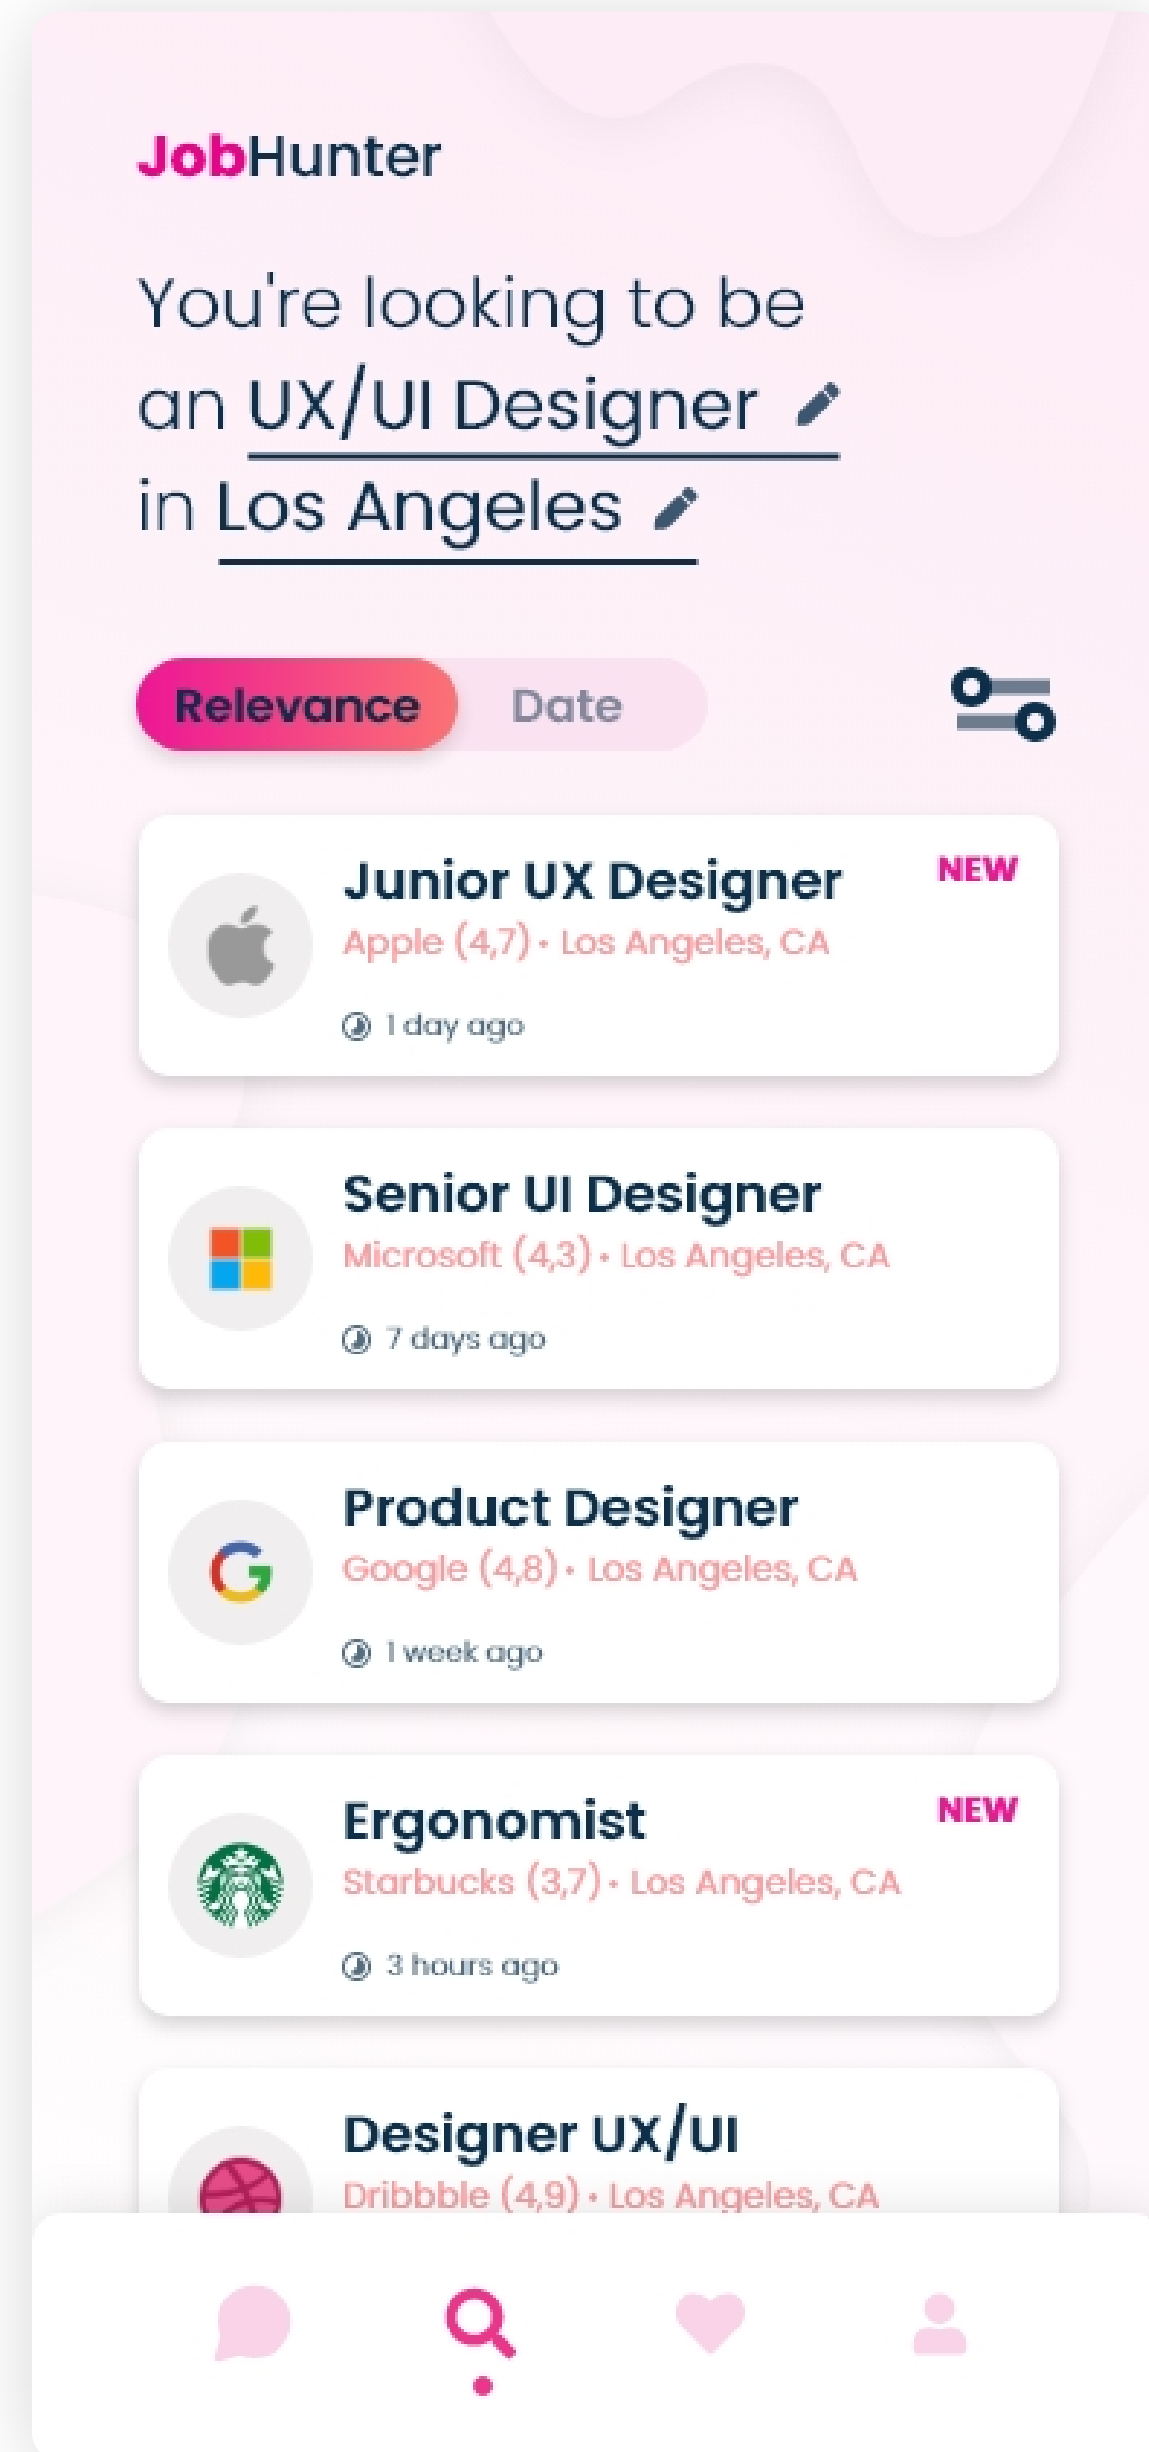 JobHunter
You're looking to be
an UX/UI Designer
in Los Angeles
Relevance Date
Junior UX Designer NEW
Apple (4,7) • Los Angeles, CA
1 day ago
Senior UI Designer
Microsoft (4,3) • Los Angeles, CA
7 days ago
Product Designer
Google (4,8) • Los Angeles, CA
1 week ago
Ergonomist NEW
Starbucks (3,7) • Los Angeles, CA
3 hours ago
Designer UX/UI
Dribbble (4,9) • Los Angeles, CA